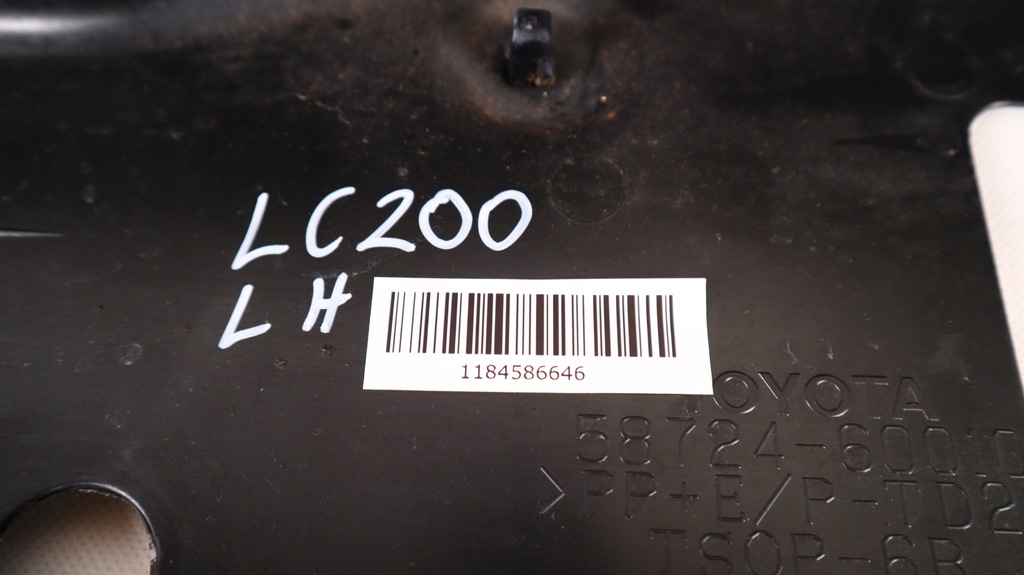 LC200
LH
1184586646
TOYOTA
58724-60010
>PP+E/P-TD2
TSOP-6B